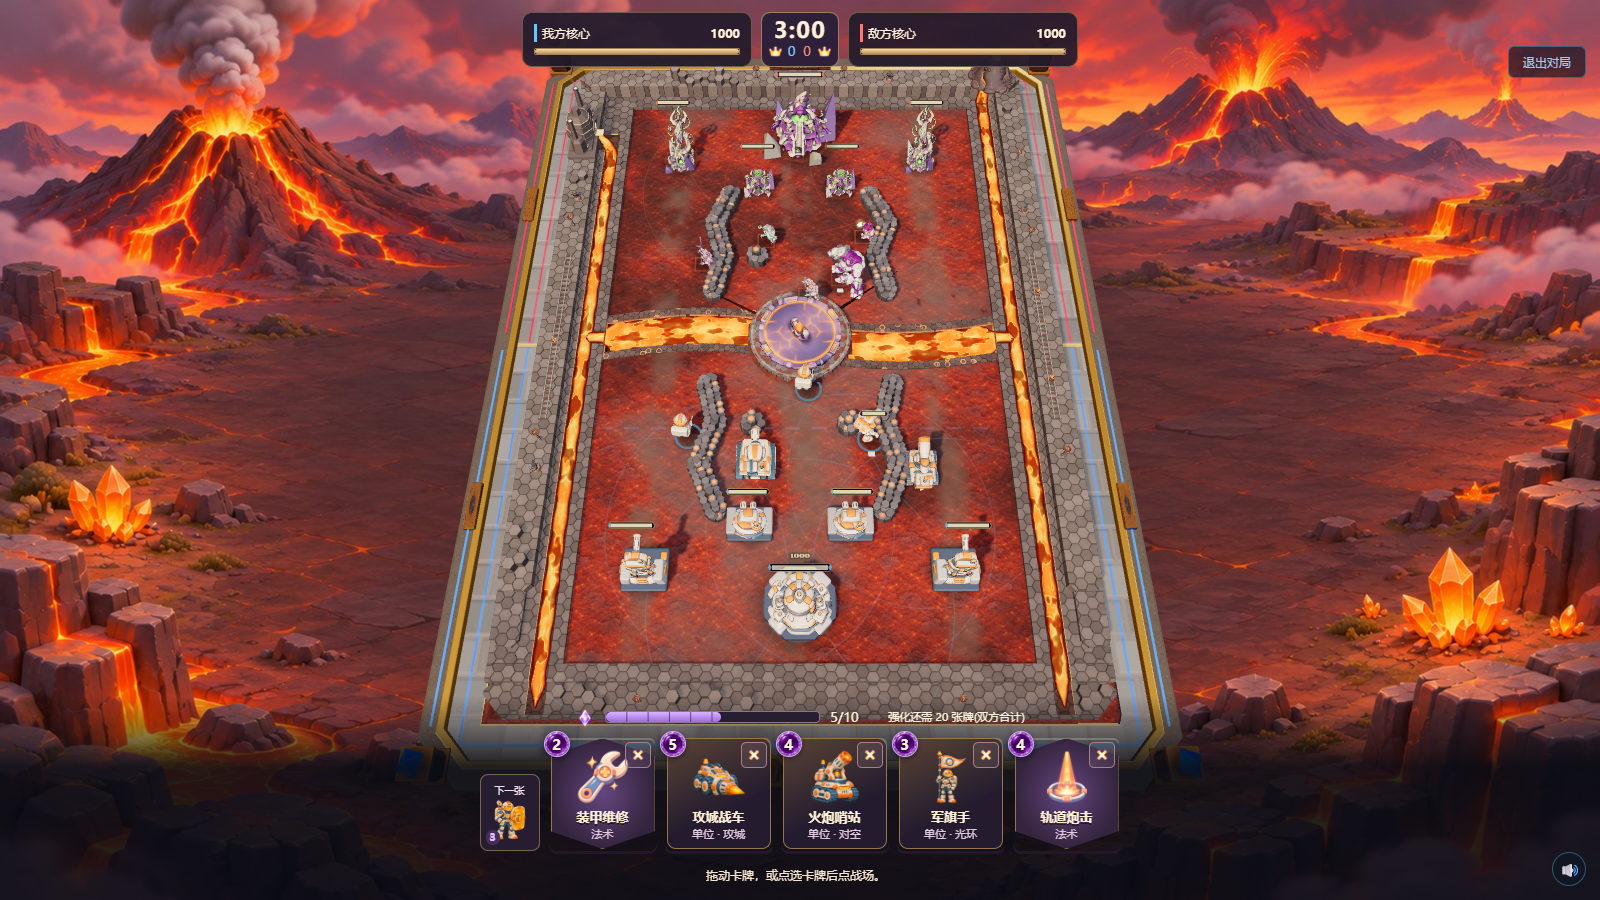 我方核心 1000
3:00
0 0
敌方核心 1000
退出对局
1000
5/10
强化还需 20 张牌(双方合计)
下一张
3
2
装甲维修
法术
5
攻城战车
单位 · 攻城
4
火炮哨站
单位 · 对空
3
军旗手
单位 · 光环
4
轨道炮击
法术
拖动卡牌，或点选卡牌后点战场。